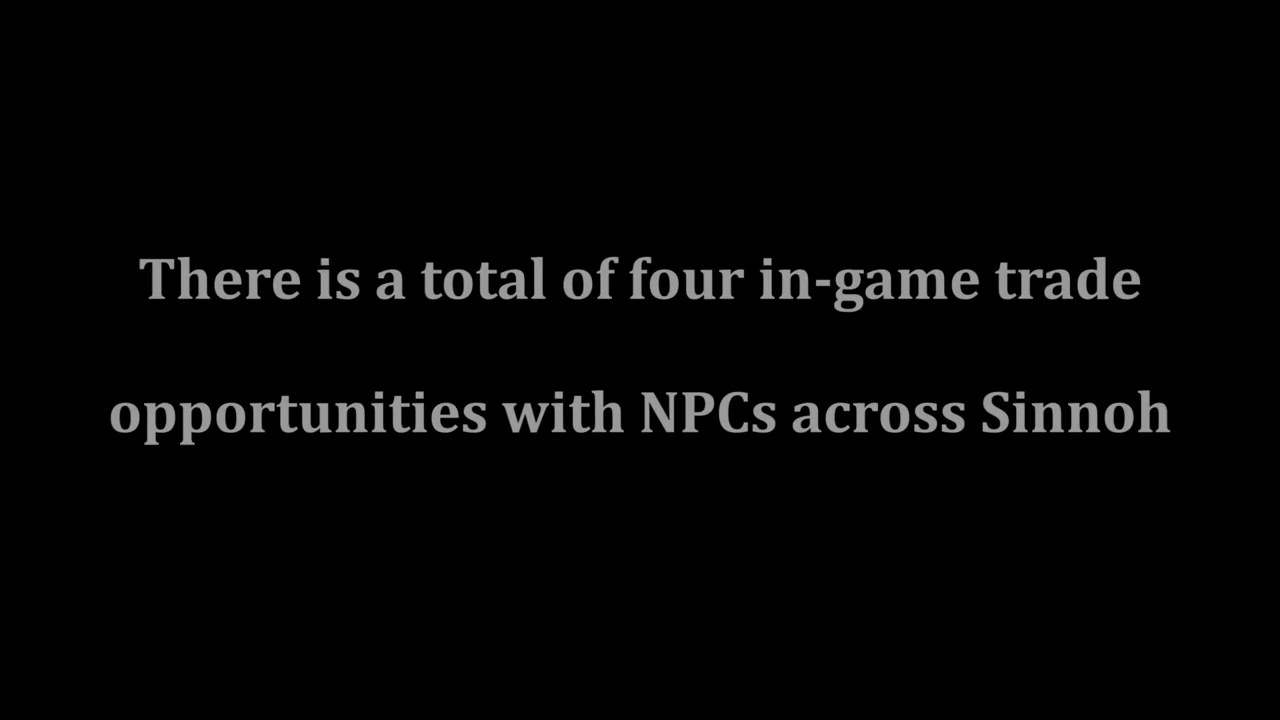 There is a total of four in-game trade
opportunities with NPCs across Sinnoh